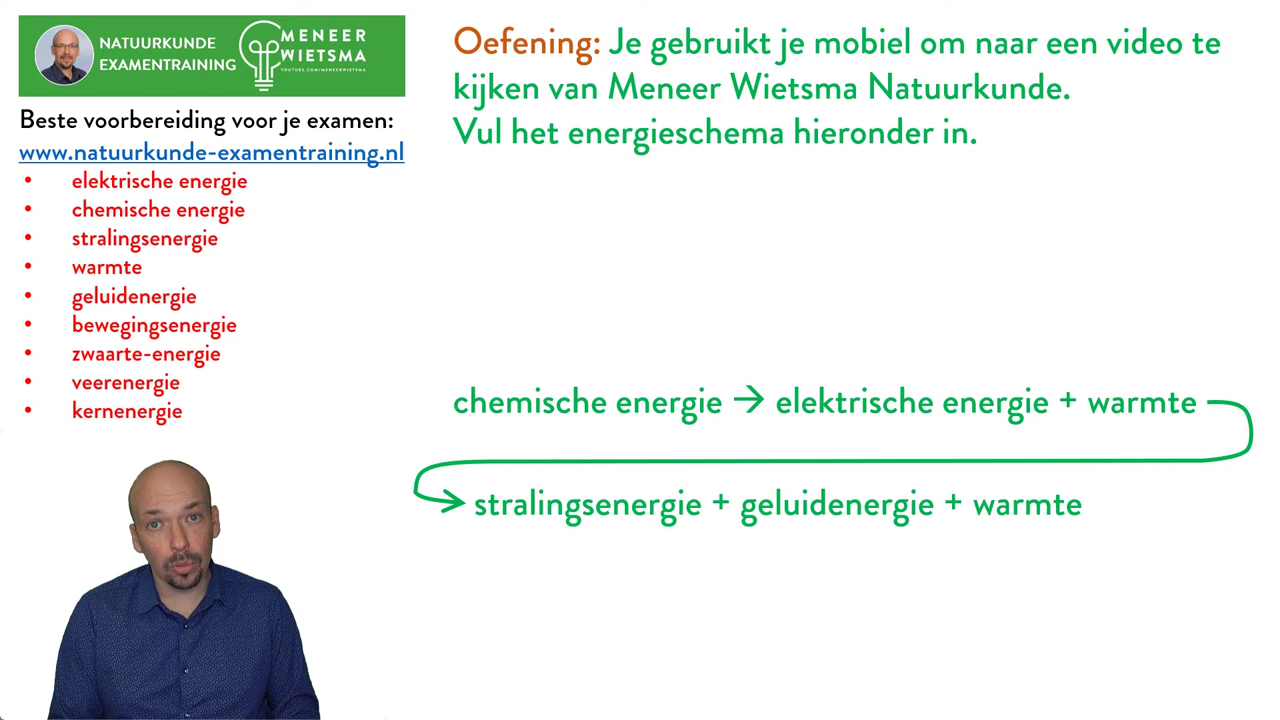 NATUURKUNDE
EXAMENTRAINING
MENEER
WIETSMA
YOUTUBE.COM/MENEERWIETSMA
Beste voorbereiding voor je examen:
www.natuurkunde-examentraining.nl
• elektrische energie
• chemische energie
• stralingsenergie
• warmte
• geluidenergie
• bewegingsenergie
• zwaarte-energie
• veerenergie
• kernenergie
Oefening: Je gebruikt je mobiel om naar een video te
kijken van Meneer Wietsma Natuurkunde.
Vul het energieschema hieronder in.
chemische energie → elektrische energie + warmte
→ stralingsenergie + geluidenergie + warmte